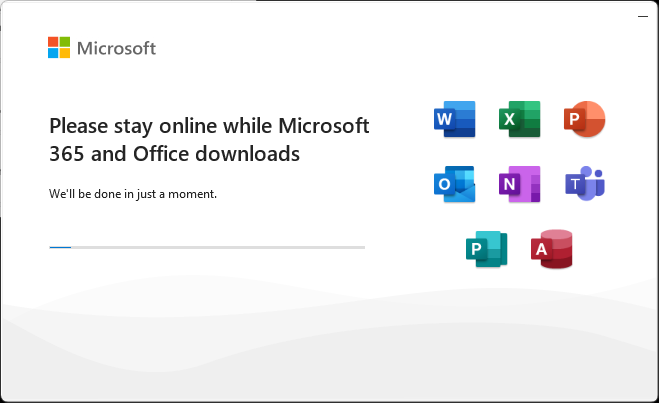 Microsoft
Please stay online while Microsoft
365 and Office downloads
We'll be done in just a moment.
W
X
P
O
N
T
P
A